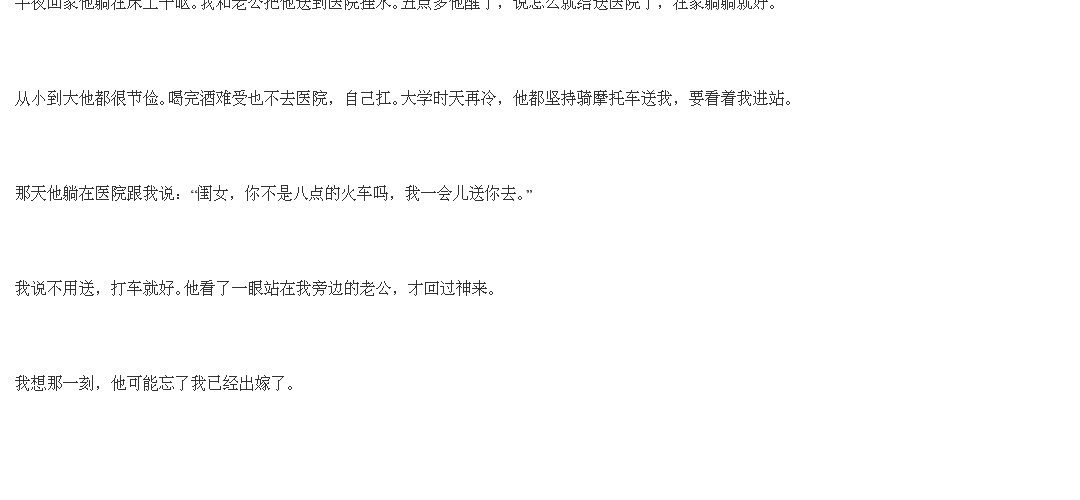 半夜回家他躺在床上干呕。我和老公把他送到医院挂水。五点多他醒了，说怎么就给送医院了，在家躺躺就好。
从小到大他都很节俭。喝完酒难受也不去医院，自己扛。大学时天再冷，他都坚持骑摩托车送我，要看着我进站。
那天他躺在医院跟我说：“闺女，你不是八点的火车吗，我一会儿送你去。”
我说不用送，打车就好。他看了一眼站在我旁边的老公，才回过神来。
我想那一刻，他可能忘了我已经出嫁了。